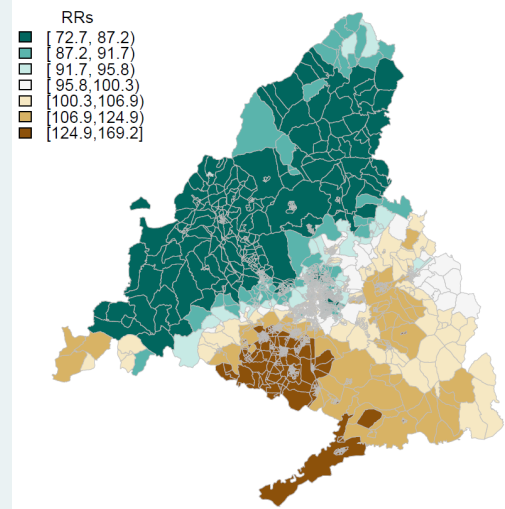 RRs
[ 72.7, 87.2)
[ 87.2, 91.7)
[ 91.7, 95.8)
[ 95.8,100.3)
[100.3,106.9)
[106.9,124.9)
[124.9,169.2]